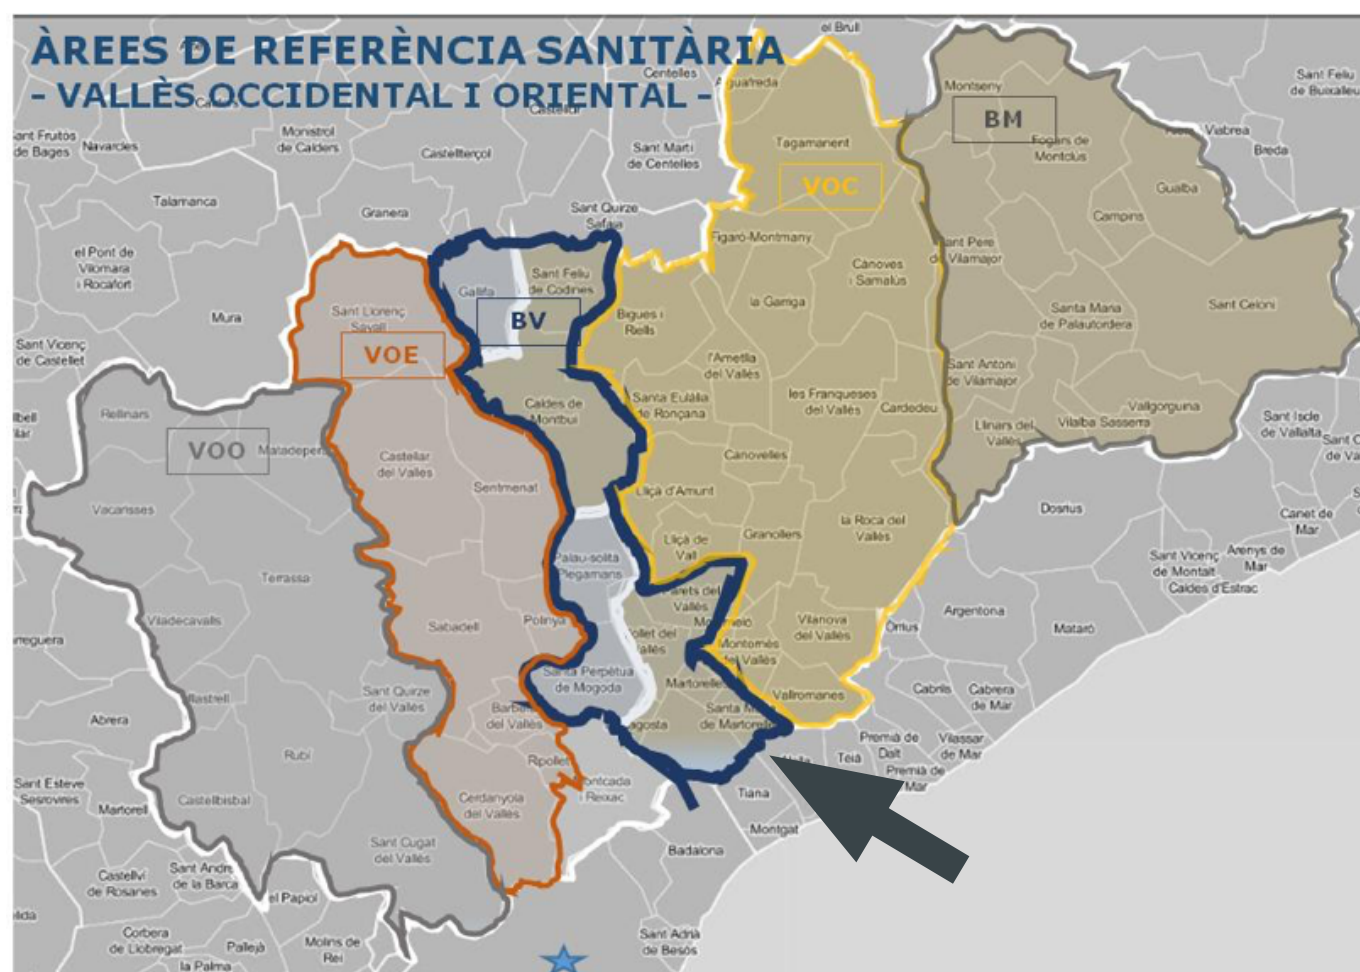 ÀREES DE REFERÈNCIA SANITÀRIA
- VALLÈS OCCIDENTAL I ORIENTAL -
el Brull
Centelles
Montseny
Sant Feliu
de Buixalleu
BM
VOC
BV
VOE
VOO
Navarcles
de Bages
Monistrol
de Calders
Castellterçol
Sant Martí
de Centelles
Tagamanent
Fogars de
Montclús
Viabrea
Breda
Gualba
Talamanca
Granera
Sant Quirze
Safaja
Campins
Figaró-Montmany
el Pont de
Vilomara
i Rocafort
Sant Feliu
de Codines
Gallifa
Cànoves
i Samalús
de Vilamajor
Mura
Sant Llorenç
Savall
Bigues i
Riells
la Garriga
Santa Maria
de Palautordera
Sant Celoni
Sant Vicenç
de Castellet
l'Ametlla
del Vallès
Sant Antoni
de Vilamajor
Rellinars
Caldes de
Montbui
Santa Eulàlia
de Ronçana
les Franqueses
del Vallès
Cardedeu
Llinars del
Vallès
Vilalba Sasserra
Vallgorguina
Sant Iscle
de Vallalta
Castellar
del Vallès
Sentmenat
Canovelles
Lliçà d'Amunt
Vacarisses
Granollers
la Roca del
Vallès
Dosrius
Canet de
Mar
Lliçà de
Vall
Palau-solità
Plegamans
Sant Vicenç
de Montalt
Arenys de
Mar
Caldes d'Estrac
Terrassa
Vallès
Argentona
Viladecavalls
Sabadell
Polinyà
Vilanova
del Vallès
Òrrius
Mataró
Montornès
del Vallès
Santa Perpètua
de Mogoda
Martorelles
Vallromanes
Cabrils
Cabrera
de Mar
Sant Quirze
del Vallès
del Vallès
Santa
de Martorelles
Abrera
Rubí
Ripollet
i Reixac
Teià
Premià de
Dalt
Vilassar
de Mar
Premià de
Mar
Tiana
Sant Esteve
Sesrovires
Martorell
Castellbisbal
Cerdanyola
del Vallès
Montgat
Sant Cugat
del Vallès
Badalona
Castellví
de Rosanes
Sant Andre
de la Barca
el Papiol
Corbera
de Llobregat
Pallejà
Molins de
Rei
la Palma
Sant Adrià
de Besòs